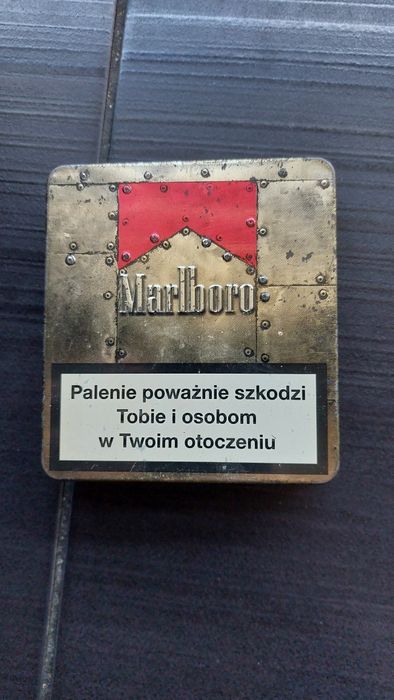 Marlboro
Palenie poważnie szkodzi
Tobie i osobom
w Twoim otoczeniu